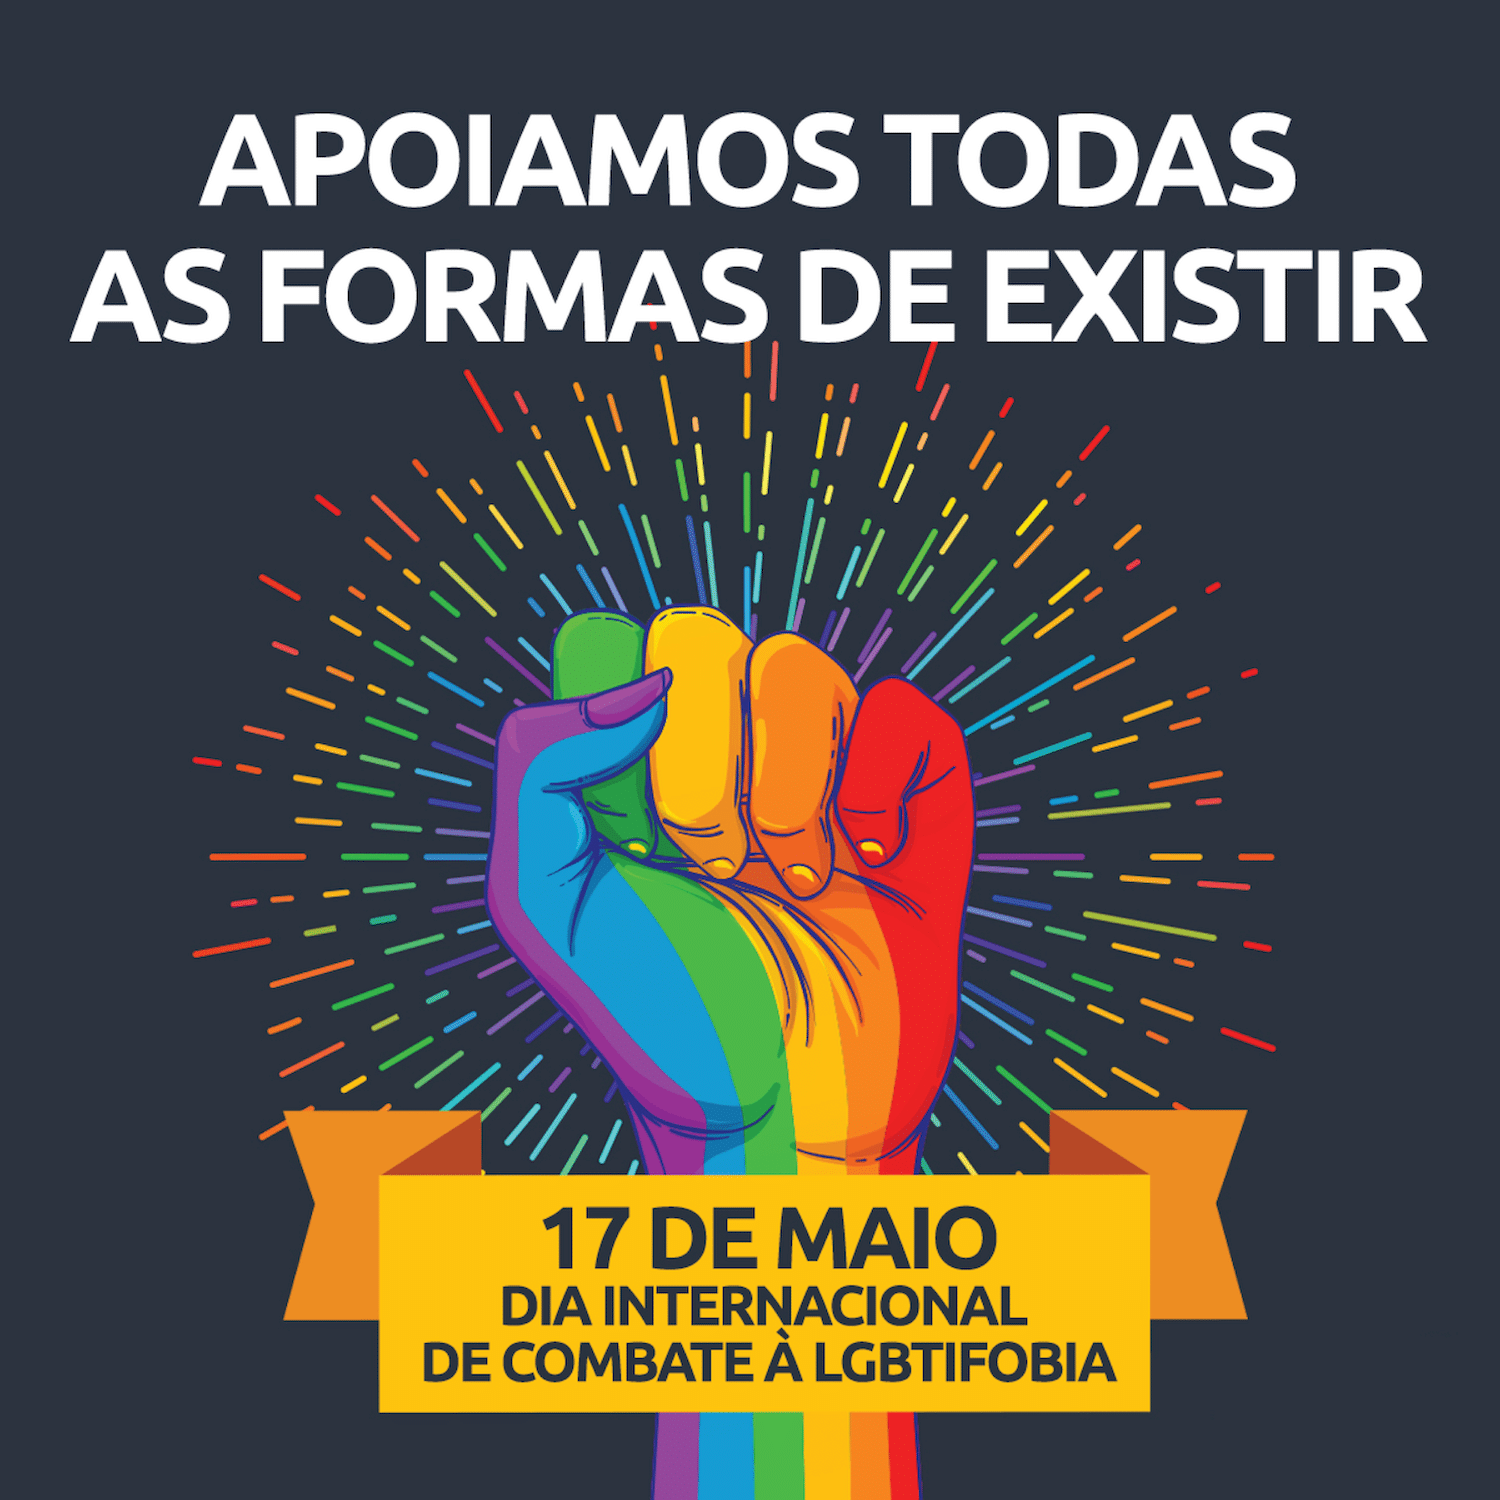 APOIAMOS TODAS
AS FORMAS DE EXISTIR
17 DE MAIO
DIA INTERNACIONAL
DE COMBATE À LGBTIFOBIA